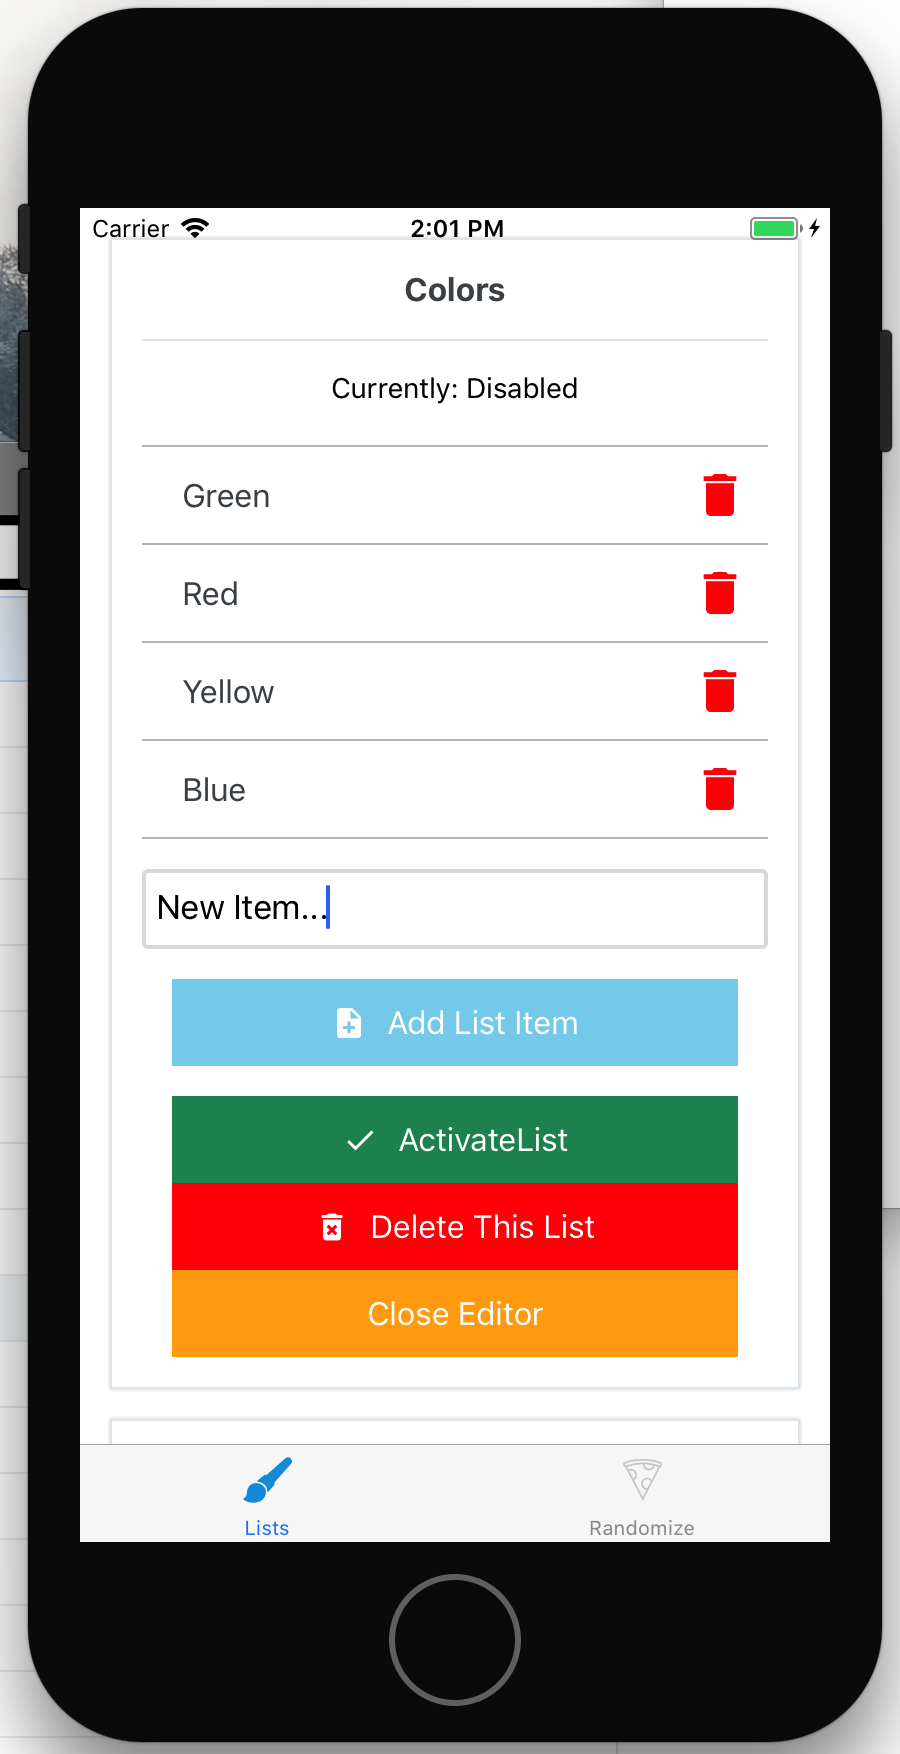 Carrier 2:01 PM
Colors
Currently: Disabled
Green
Red
Yellow
Blue
New Item...
Add List Item
ActivateList
Delete This List
Close Editor
Lists Randomize